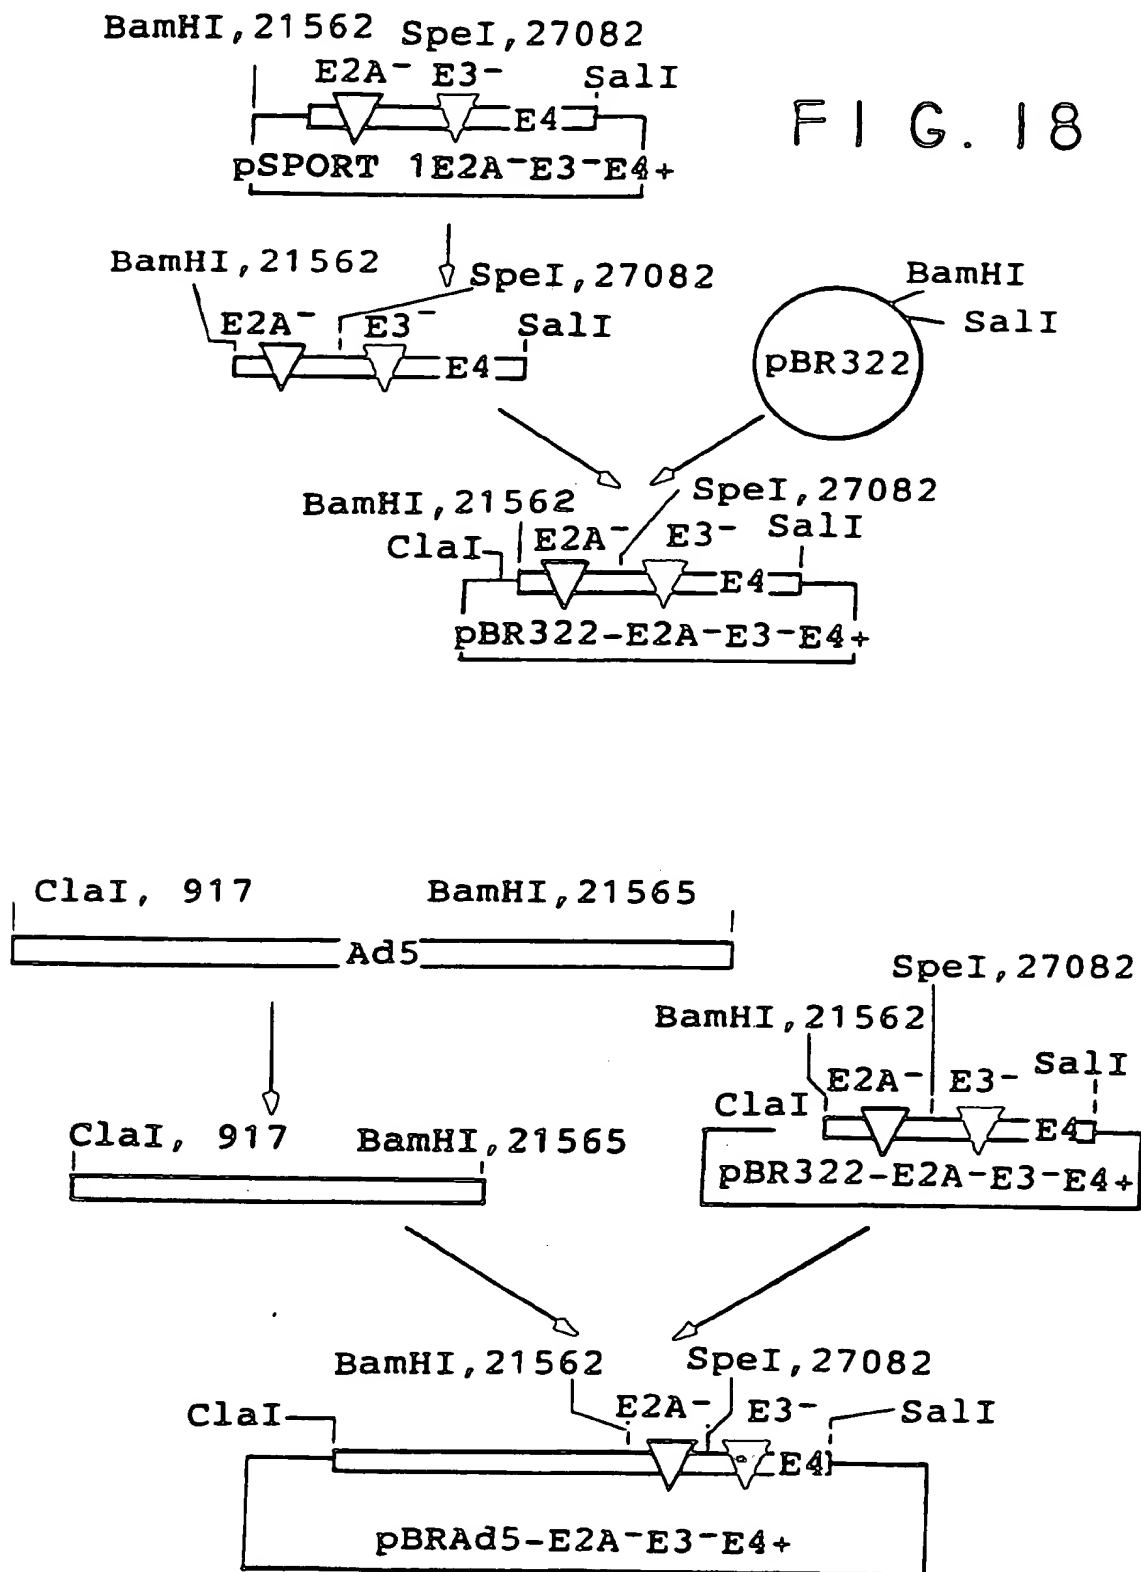 BamHI,21562 SpeI,27082
E2A⁻ E3⁻ SalI
FIG. 18
E4
pSPORT 1E2A⁻E3⁻E4+
BamHI,21562 SpeI,27082
E2A⁻ E3⁻ SalI
E4
BamHI
SalI
pBR322
BamHI,21562 SpeI,27082
ClaI E2A⁻ E3⁻ SalI
E4
pBR322-E2A⁻E3⁻E4+
ClaI, 917 BamHI,21565
Ad5
SpeI,27082
BamHI,21562
E2A⁻ E3⁻ SalI
ClaI
E4
pBR322-E2A⁻E3⁻E4+
ClaI, 917 BamHI,21565
BamHI,21562 SpeI,27082
ClaI E2A⁻ E3⁻ SalI
E4
pBRAd5-E2A⁻E3⁻E4+